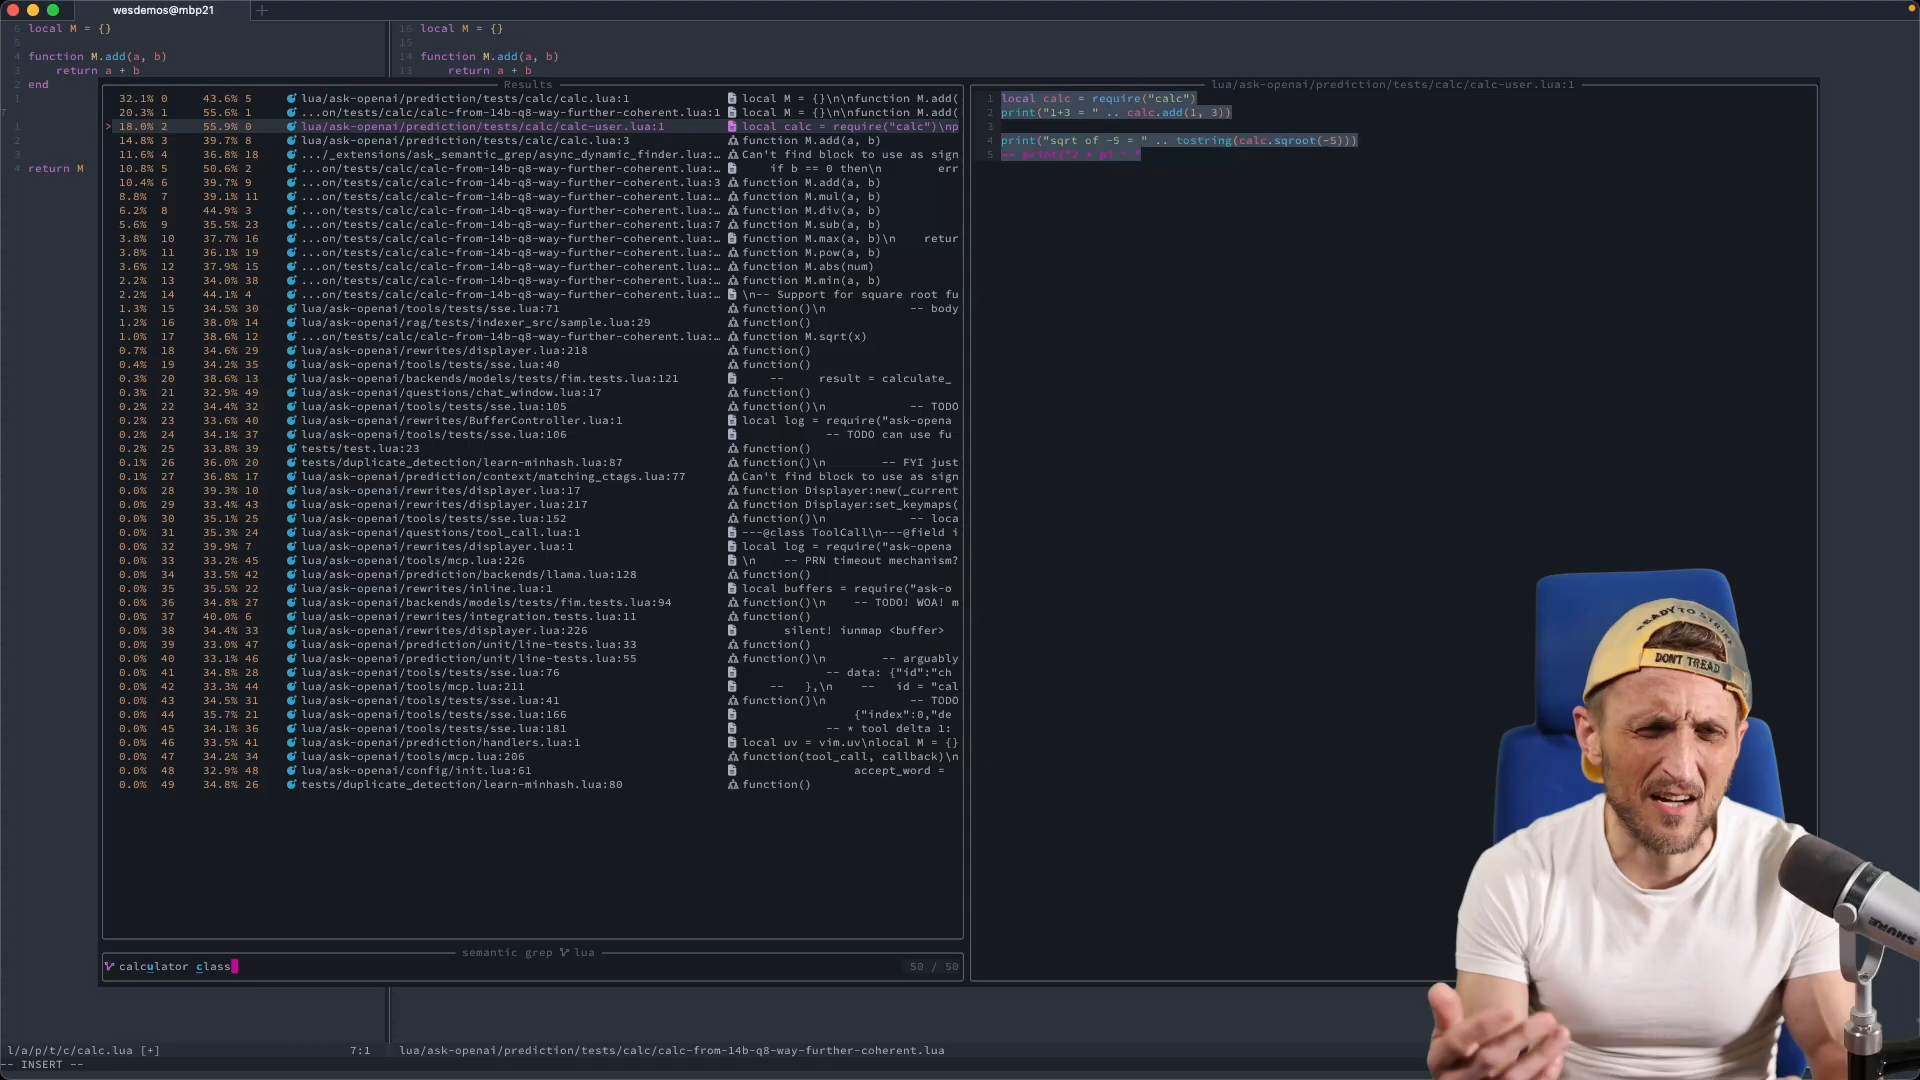 wesdemos@mbp21
6 local M = {}
5
4 function M.add(a, b)
3 return a + b
2 end
1
7
1
2
3
4 return M
16 local M = {}
15
14 function M.add(a, b)
13 return a + b
Results
32.1% 0 43.6% 5 lua/ask-openai/prediction/tests/calc/calc.lua:1 local M = {}\n\nfunction M.add(
20.3% 1 55.6% 1 ...on/tests/calc/calc-from-14b-q8-way-further-coherent.lua:1 local M = {}\n\nfunction M.add(
> 18.0% 2 55.9% 0 lua/ask-openai/prediction/tests/calc/calc-user.lua:1 local calc = require("calc")\np
14.8% 3 39.7% 8 lua/ask-openai/prediction/tests/calc/calc.lua:3 function M.add(a, b)
11.6% 4 36.8% 18 .../_extensions/ask_semantic_grep/async_dynamic_finder.lua:… Can't find block to use as sign
10.8% 5 50.6% 2 ...on/tests/calc/calc-from-14b-q8-way-further-coherent.lua:… if b == 0 then\n err
10.4% 6 39.7% 9 ...on/tests/calc/calc-from-14b-q8-way-further-coherent.lua:3 function M.add(a, b)
8.8% 7 39.1% 11 ...on/tests/calc/calc-from-14b-q8-way-further-coherent.lua:… function M.mul(a, b)
6.2% 8 44.9% 3 ...on/tests/calc/calc-from-14b-q8-way-further-coherent.lua:… function M.div(a, b)
5.6% 9 35.5% 23 ...on/tests/calc/calc-from-14b-q8-way-further-coherent.lua:7 function M.sub(a, b)
3.8% 10 37.7% 16 ...on/tests/calc/calc-from-14b-q8-way-further-coherent.lua:… function M.max(a, b)\n retur
3.8% 11 36.1% 19 ...on/tests/calc/calc-from-14b-q8-way-further-coherent.lua:… function M.pow(a, b)
3.6% 12 37.9% 15 ...on/tests/calc/calc-from-14b-q8-way-further-coherent.lua:… function M.abs(num)
2.2% 13 34.0% 38 ...on/tests/calc/calc-from-14b-q8-way-further-coherent.lua:… function M.min(a, b)
2.2% 14 44.1% 4 ...on/tests/calc/calc-from-14b-q8-way-further-coherent.lua:… \n-- Support for square root fu
1.3% 15 34.5% 30 lua/ask-openai/tools/tests/sse.lua:71 function()\n -- body
1.2% 16 38.0% 14 lua/ask-openai/rag/tests/indexer_src/sample.lua:29 function()
1.0% 17 38.6% 12 ...on/tests/calc/calc-from-14b-q8-way-further-coherent.lua:… function M.sqrt(x)
0.7% 18 34.6% 29 lua/ask-openai/rewrites/displayer.lua:218 function()
0.4% 19 34.2% 35 lua/ask-openai/tools/tests/sse.lua:40 function()
0.3% 20 38.6% 13 lua/ask-openai/backends/models/tests/fim.tests.lua:121 -- result = calculate_
0.3% 21 32.9% 49 lua/ask-openai/questions/chat_window.lua:17 function()
0.2% 22 34.4% 32 lua/ask-openai/tools/tests/sse.lua:105 function()\n -- TODO
0.2% 23 33.6% 40 lua/ask-openai/rewrites/BufferController.lua:1 local log = require("ask-opena
0.2% 24 34.1% 37 lua/ask-openai/tools/tests/sse.lua:106 -- TODO can use fu
0.2% 25 33.8% 39 tests/test.lua:23 function()
0.1% 26 36.0% 20 tests/duplicate_detection/learn-minhash.lua:87 function()\n -- FYI just
0.1% 27 36.8% 17 lua/ask-openai/prediction/context/matching_ctags.lua:77 Can't find block to use as sign
0.0% 28 39.3% 10 lua/ask-openai/rewrites/displayer.lua:17 function Displayer:new(_current
0.0% 29 33.4% 43 lua/ask-openai/rewrites/displayer.lua:217 function Displayer:set_keymaps(
0.0% 30 35.1% 25 lua/ask-openai/tools/tests/sse.lua:152 function()\n -- loca
0.0% 31 35.3% 24 lua/ask-openai/questions/tool_call.lua:1 ---@class ToolCall\n---@field i
0.0% 32 39.9% 7 lua/ask-openai/rewrites/displayer.lua:1 local log = require("ask-opena
0.0% 33 33.2% 45 lua/ask-openai/tools/mcp.lua:226 \n -- PRN timeout mechanism?
0.0% 34 33.5% 42 lua/ask-openai/prediction/backends/llama.lua:128 function()
0.0% 35 35.5% 22 lua/ask-openai/rewrites/inline.lua:1 local buffers = require("ask-o
0.0% 36 34.8% 27 lua/ask-openai/backends/models/tests/fim.tests.lua:94 function()\n -- TODO! WOA! m
0.0% 37 40.0% 6 lua/ask-openai/rewrites/integration.tests.lua:11 function()
0.0% 38 34.4% 33 lua/ask-openai/rewrites/displayer.lua:226 silent! iunmap <buffer>
0.0% 39 33.0% 47 lua/ask-openai/prediction/unit/line-tests.lua:33 function()
0.0% 40 33.1% 46 lua/ask-openai/prediction/unit/line-tests.lua:55 function()\n -- arguably
0.0% 41 34.8% 28 lua/ask-openai/tools/tests/sse.lua:76 -- data: {"id":"ch
0.0% 42 33.3% 44 lua/ask-openai/tools/mcp.lua:211 -- },\n -- id = "cal
0.0% 43 34.5% 31 lua/ask-openai/tools/tests/sse.lua:41 function()\n -- TODO
0.0% 44 35.7% 21 lua/ask-openai/tools/tests/sse.lua:166 {"index":0,"de
0.0% 45 34.1% 36 lua/ask-openai/tools/tests/sse.lua:181 -- * tool delta 1:
0.0% 46 33.5% 41 lua/ask-openai/prediction/handlers.lua:1 local uv = vim.uv\nlocal M = {}
0.0% 47 34.2% 34 lua/ask-openai/tools/mcp.lua:206 function(tool_call, callback)\n
0.0% 48 32.9% 48 lua/ask-openai/config/init.lua:61 accept_word =
0.0% 49 34.8% 26 tests/duplicate_detection/learn-minhash.lua:80 function()
semantic grep lua
calculator class 50 / 50
lua/ask-openai/prediction/tests/calc/calc-user.lua:1
1 local calc = require("calc")
2 print("1+3 = " .. calc.add(1, 3))
3
4 print("sqrt of -5 = " .. tostring(calc.sqroot(-5)))
5 -- print("2 * pi = "
READY TO STRIKE
DON'T TREAD
SHURE
l/a/p/t/c/calc.lua [+] 7:1 lua/ask-openai/prediction/tests/calc/calc-from-14b-q8-way-further-coherent.lua
-- INSERT --